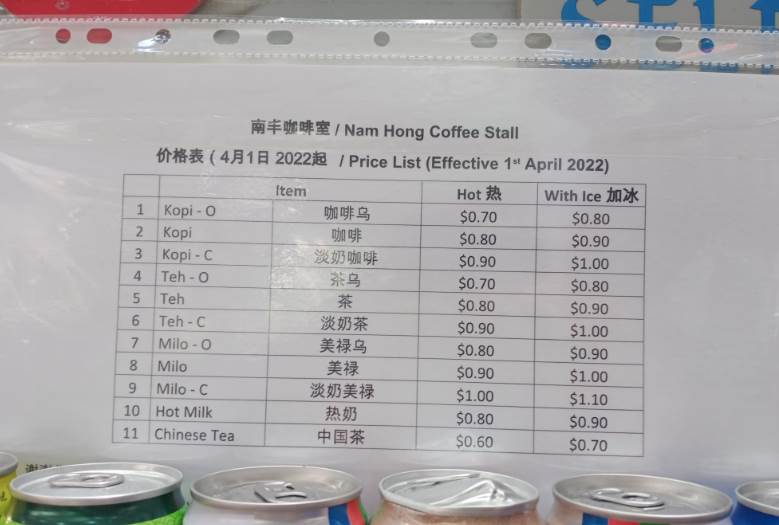 南丰咖啡室 / Nam Hong Coffee Stall
价格表 ( 4月1日 2022起 / Price List (Effective 1st April 2022)
Item Hot 热 With Ice 加冰
1 Kopi - O 咖啡乌 $0.70 $0.80
2 Kopi 咖啡 $0.80 $0.90
3 Kopi - C 淡奶咖啡 $0.90 $1.00
4 Teh - O 茶乌 $0.70 $0.80
5 Teh 茶 $0.80 $0.90
6 Teh - C 淡奶茶 $0.90 $1.00
7 Milo - O 美禄乌 $0.80 $0.90
8 Milo 美禄 $0.90 $1.00
9 Milo - C 淡奶美禄 $1.00 $1.10
10 Hot Milk 热奶 $0.80 $0.90
11 Chinese Tea 中国茶 $0.60 $0.70